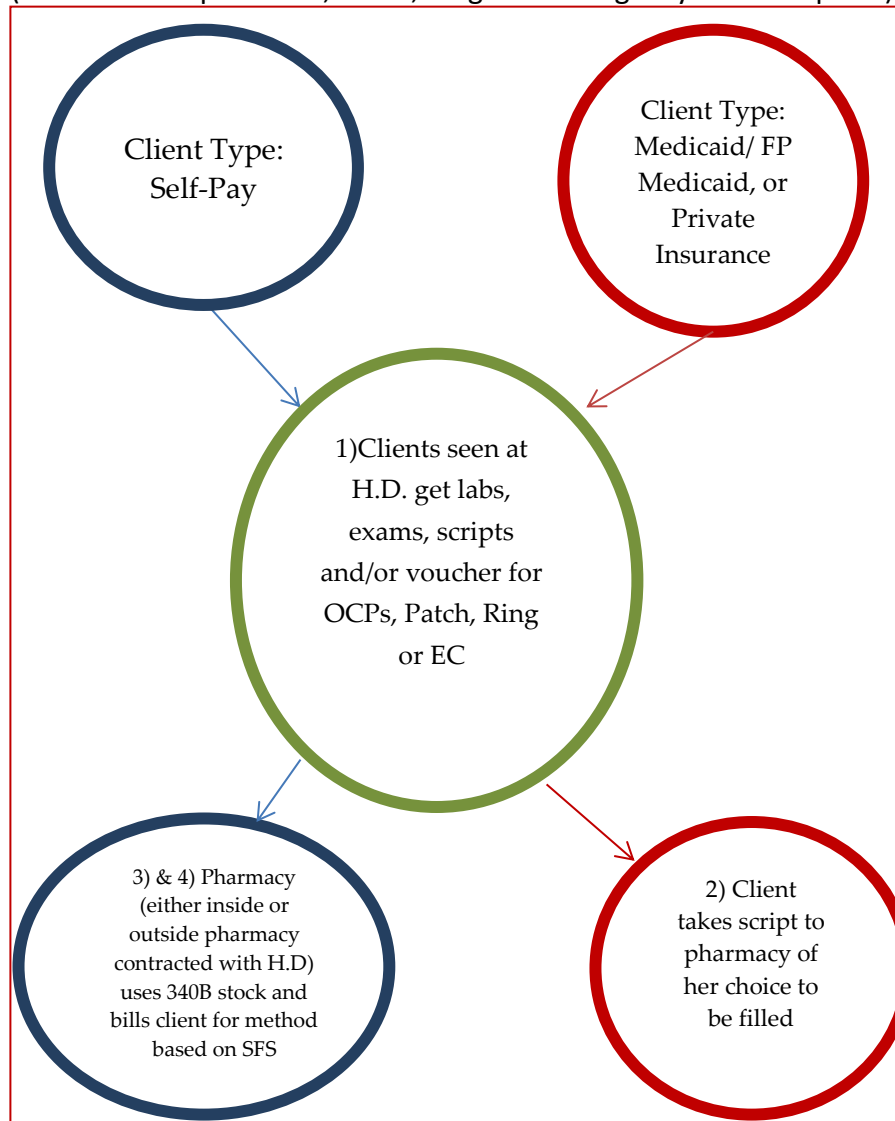 Client Type:
Self-Pay
Client Type:
Medicaid/ FP
Medicaid, or
Private
Insurance
1)Clients seen at
H.D. get labs,
exams, scripts
and/or voucher for
OCPs, Patch, Ring
or EC
3) & 4) Pharmacy
(either inside or
outside pharmacy
contracted with H.D)
uses 340B stock and
bills client for method
based on SFS
2) Client
takes script to
pharmacy of
her choice to
be filled